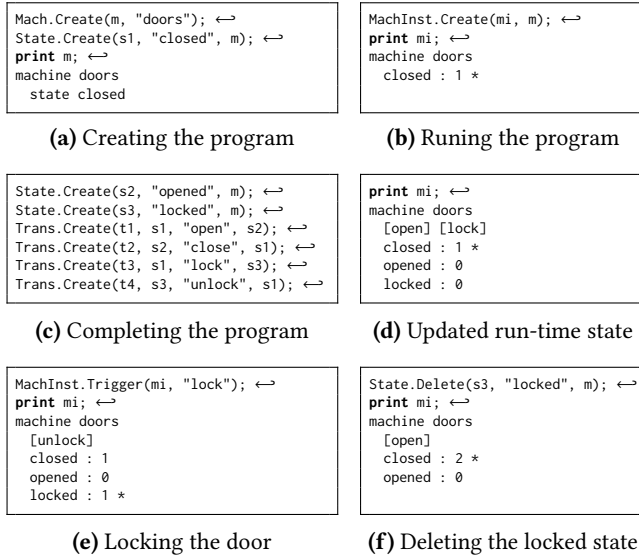 Mach.Create(m, "doors"); ↩
State.Create(s1, "closed", m); ↩
print m; ↩
machine doors
  state closed
(a) Creating the program
MachInst.Create(mi, m); ↩
print mi; ↩
machine doors
  closed : 1 *
(b) Runing the program
State.Create(s2, "opened", m); ↩
State.Create(s3, "locked", m); ↩
Trans.Create(t1, s1, "open", s2); ↩
Trans.Create(t2, s2, "close", s1); ↩
Trans.Create(t3, s1, "lock", s3); ↩
Trans.Create(t4, s3, "unlock", s1); ↩
(c) Completing the program
print mi; ↩
machine doors
  [open] [lock]
  closed : 1 *
  opened : 0
  locked : 0
(d) Updated run-time state
MachInst.Trigger(mi, "lock"); ↩
print mi; ↩
machine doors
  [unlock]
  closed : 1
  opened : 0
  locked : 1 *
(e) Locking the door
State.Delete(s3, "locked", m); ↩
print mi; ↩
machine doors
  [open]
  closed : 2 *
  opened : 0
(f) Deleting the locked state